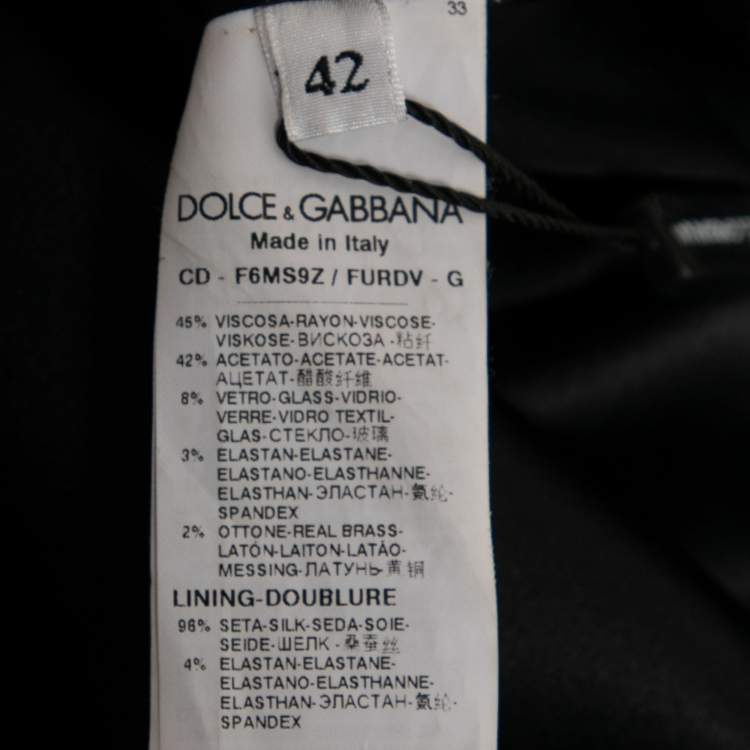 33
42
DOLCE & GABBANA
Made in Italy
CD - F6MS9Z / FURDV - G
45% VISCOSA-RAYON-VISCOSE-
VISKOSE-ВИСКОЗА -粘纤
42% ACETATO-ACETATE-ACETAT-
АЦЕТАТ-醋酸纤维
8% VETRO-GLASS-VIDRIO-
VERRE-VIDRO TEXTIL-
GLAS-СТЕКЛО-玻璃
3% ELASTAN-ELASTANE-
ELASTANO-ELASTHANNE-
ELASTHAN-ЭЛАСТАН-氨纶-
SPANDEX
2% OTTONE-REAL BRASS-
LATÓN-LAITON-LATÃO-
MESSING-ЛАТУНЬ-黄铜
LINING-DOUBLURE
96% SETA-SILK-SEDA-SOIE-
SEIDE-ШЕЛК - 桑蚕丝
4% ELASTAN-ELASTANE-
ELASTANO-ELASTHANNE-
ELASTHAN-ЭЛАСТАН-氨纶-
SPANDEX